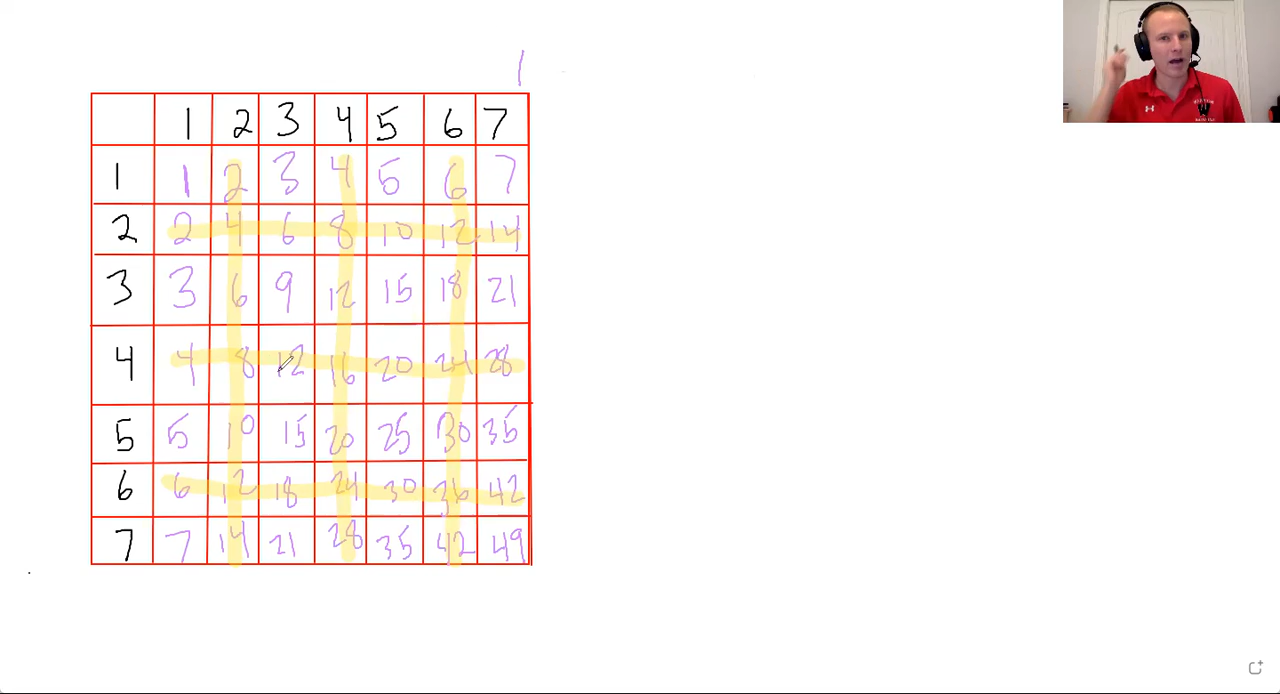 1
1 2 3 4 5 6 7
1 1 2 3 4 5 6 7
2 2 4 6 8 10 12 14
3 3 6 9 12 15 18 21
4 4 8 12 16 20 24 28
5 5 10 15 20 25 30 35
6 6 12 18 24 30 36 42
7 7 14 21 28 35 42 49